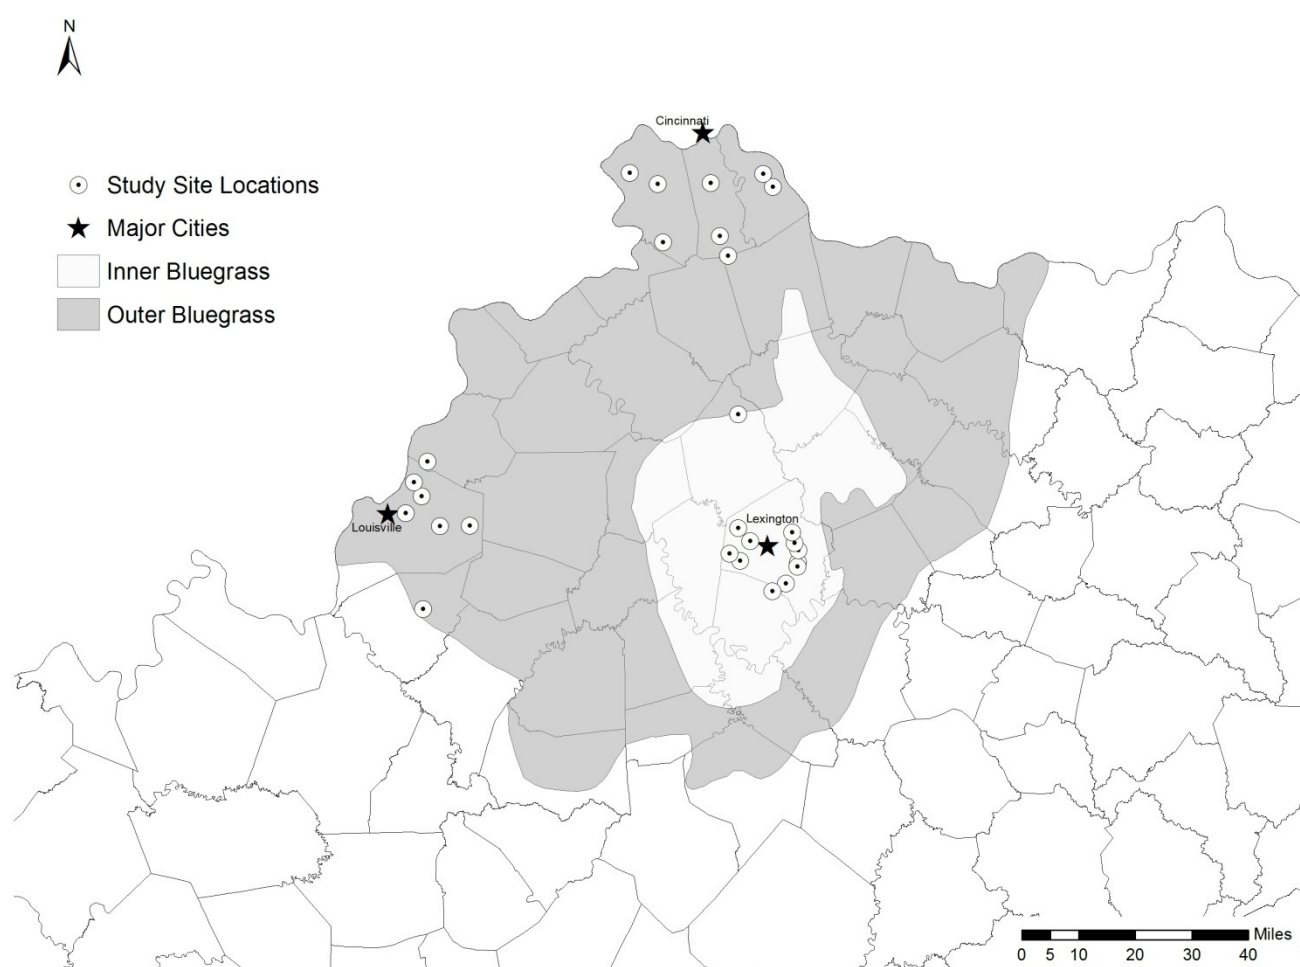 N
Cincinnati
Study Site Locations
Major Cities
Inner Bluegrass
Outer Bluegrass
Lexington
Louisville
Miles
0 5 10 20 30 40